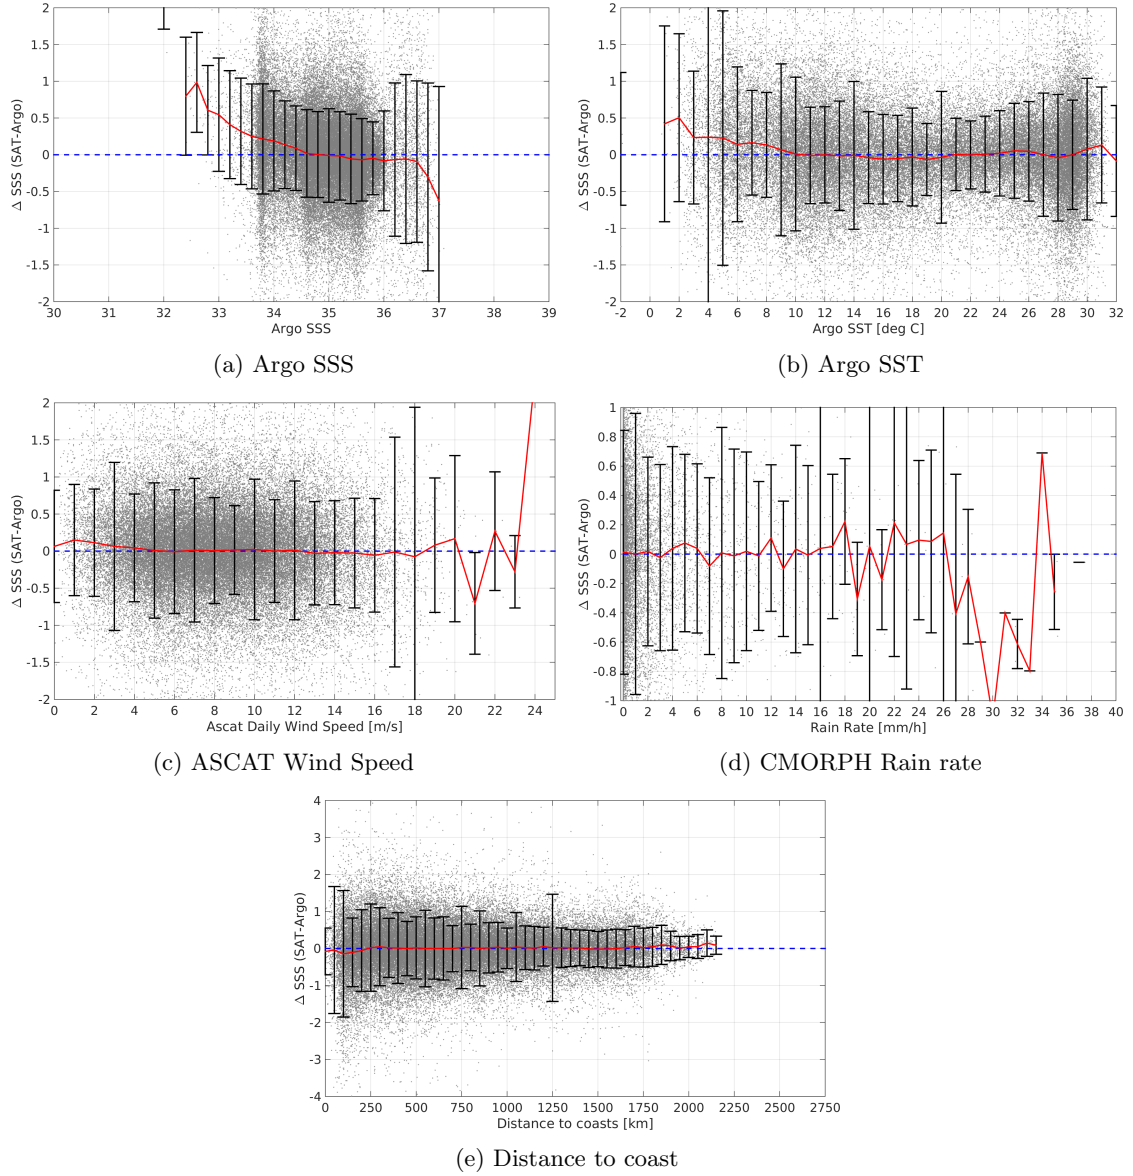 2
1.5
1
0.5
0
-0.5
-1
-1.5
-2
Δ SSS (SAT-Argo)
30 31 32 33 34 35 36 37 38 39
Argo SSS
(a) Argo SSS
2
1.5
1
0.5
0
-0.5
-1
-1.5
-2
Δ SSS (SAT-Argo)
-2 0 2 4 6 8 10 12 14 16 18 20 22 24 26 28 30 32
Argo SST [deg C]
(b) Argo SST
2
1.5
1
0.5
0
-0.5
-1
-1.5
-2
Δ SSS (SAT-Argo)
0 2 4 6 8 10 12 14 16 18 20 22 24
Ascat Daily Wind Speed [m/s]
(c) ASCAT Wind Speed
1
0.8
0.6
0.4
0.2
0
-0.2
-0.4
-0.6
-0.8
-1
Δ SSS (SAT-Argo)
0 2 4 6 8 10 12 14 16 18 20 22 24 26 28 30 32 34 36 38 40
Rain Rate [mm/h]
(d) CMORPH Rain rate
4
3
2
1
0
-1
-2
-3
-4
Δ SSS (SAT-Argo)
0 250 500 750 1000 1250 1500 1750 2000 2250 2500 2750
Distance to coasts [km]
(e) Distance to coast